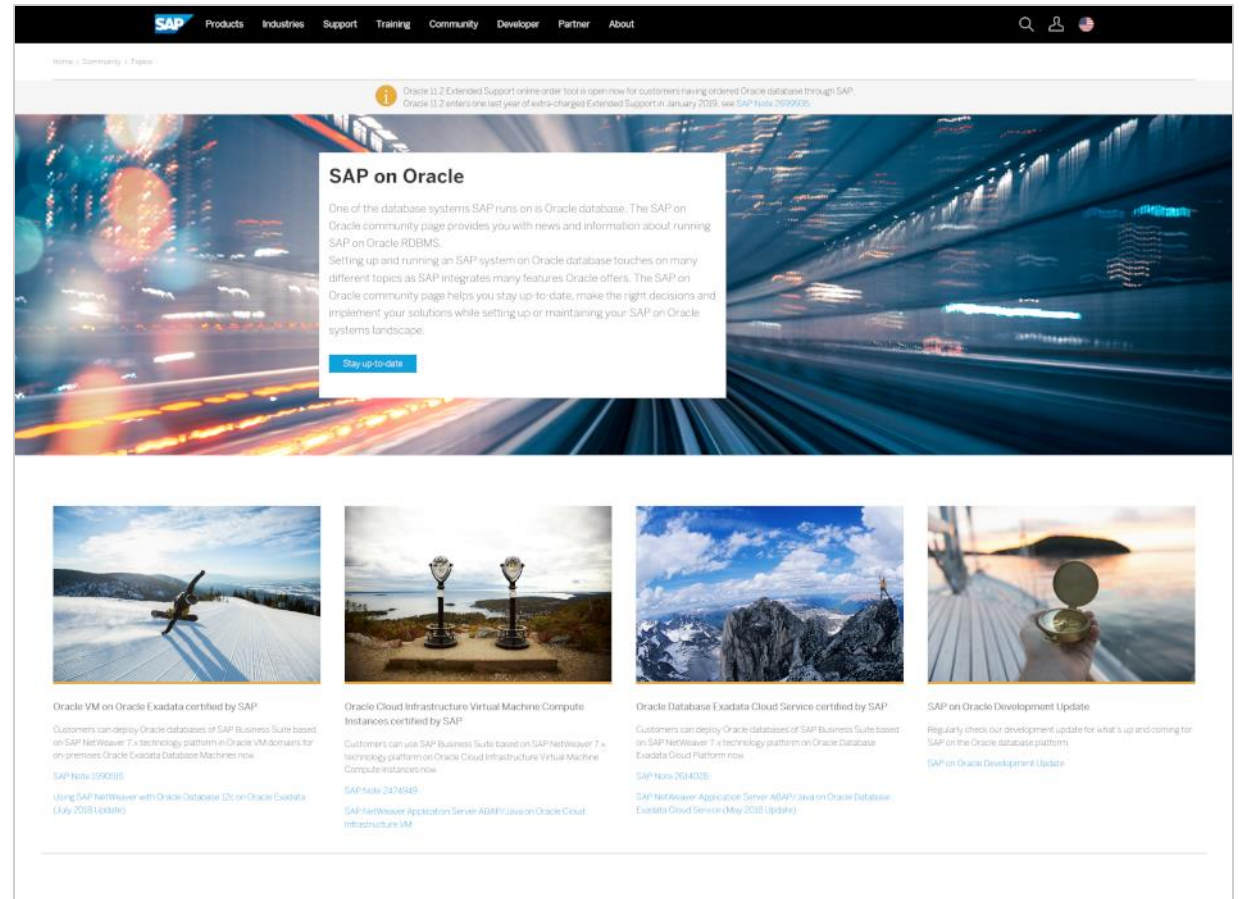 SAP Products Industries Support Training Community Developer Partner About
Home › Community › Topics
Oracle 11.2 Extended Support online order tool is open now for customers having ordered Oracle database through SAP.
Oracle 11.2 enters one last year of extra-charged Extended Support in January 2019, see SAP Note 2699935.
SAP on Oracle
One of the database systems SAP runs on is Oracle database. The SAP on
Oracle community page provides you with news and information about running
SAP on Oracle RDBMS.
Setting up and running an SAP system on Oracle database touches on many
different topics as SAP integrates many features Oracle offers. The SAP on
Oracle community page helps you stay up-to-date, make the right decisions and
implement your solutions while setting up or maintaining your SAP on Oracle
systems landscape.
Stay up-to-date
Oracle VM on Oracle Exadata certified by SAP
Customers can deploy Oracle databases of SAP Business Suite based
on SAP NetWeaver 7.x technology platform in Oracle VM domains for
on-premises Oracle Exadata Database Machines now.
SAP Note 1590515
Using SAP NetWeaver with Oracle Database 12c on Oracle Exadata
(July 2018 Update)
Oracle Cloud Infrastructure Virtual Machine Compute
Instances certified by SAP
Customers can use SAP Business Suite based on SAP NetWeaver 7.x
technology platform on Oracle Cloud Infrastructure Virtual Machine
Compute Instances now.
SAP Note 2474949
SAP NetWeaver Application Server ABAP/Java on Oracle Cloud
Infrastructure VM
Oracle Database Exadata Cloud Service certified by SAP
Customers can deploy Oracle databases of SAP Business Suite based
on SAP NetWeaver 7.x technology platform on Oracle Database
Exadata Cloud Platform now.
SAP Note 2614028
SAP NetWeaver Application Server ABAP/Java on Oracle Database
Exadata Cloud Service (May 2018 Update)
SAP on Oracle Development Update
Regularly check our development update for what's up and coming for
SAP on the Oracle database platform.
SAP on Oracle Development Update